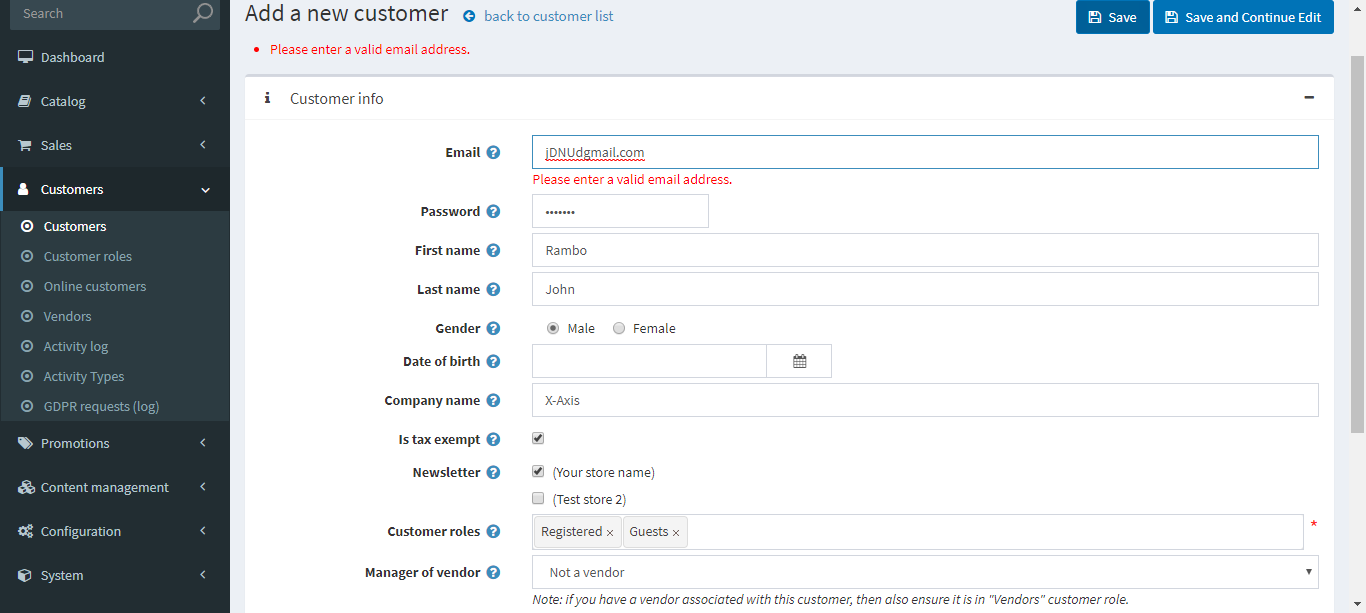 Search
Dashboard
Catalog
Sales
Customers
Customers
Customer roles
Online customers
Vendors
Activity log
Activity Types
GDPR requests (log)
Promotions
Content management
Configuration
System
Add a new customer back to customer list Save Save and Continue Edit
Please enter a valid email address.
Customer info
Email jDNUdgmail.com
Please enter a valid email address.
Password •••••••
First name Rambo
Last name John
Gender Male Female
Date of birth
Company name X-Axis
Is tax exempt
Newsletter (Your store name)
(Test store 2)
Customer roles Registered × Guests × *
Manager of vendor Not a vendor
Note: if you have a vendor associated with this customer, then also ensure it is in "Vendors" customer role.